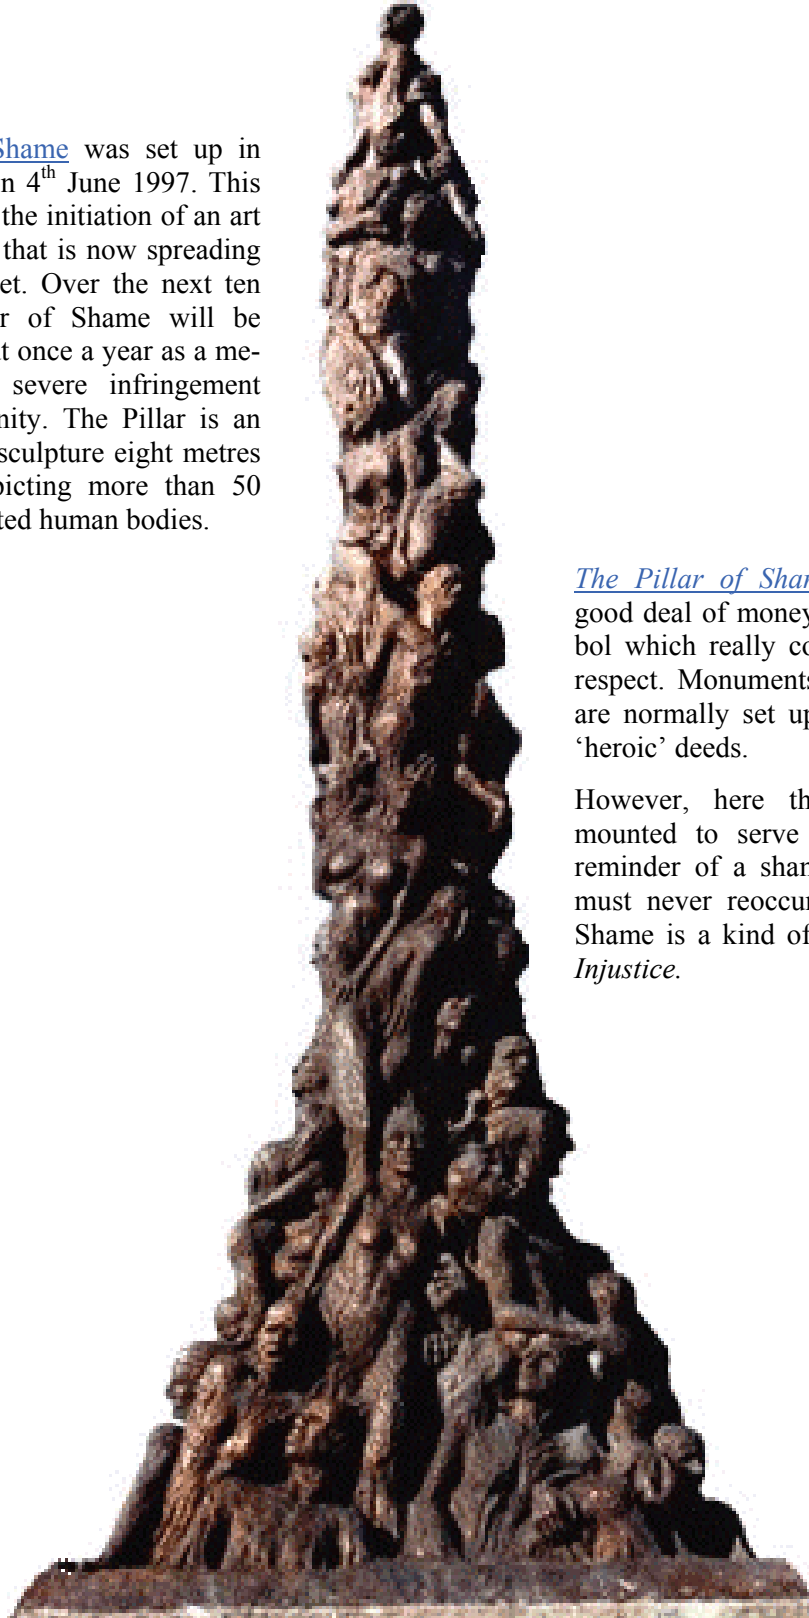 Shame was set up in
n 4th June 1997. This
the initiation of an art
that is now spreading
et. Over the next ten
r of Shame will be
t once a year as a me-
severe infringement
nity. The Pillar is an
sculpture eight metres
picting more than 50
ted human bodies.
The Pillar of Sham
good deal of money
bol which really co
respect. Monuments
are normally set up
‘heroic’ deeds.
However, here th
mounted to serve
reminder of a sham
must never reoccur
Shame is a kind of
Injustice.